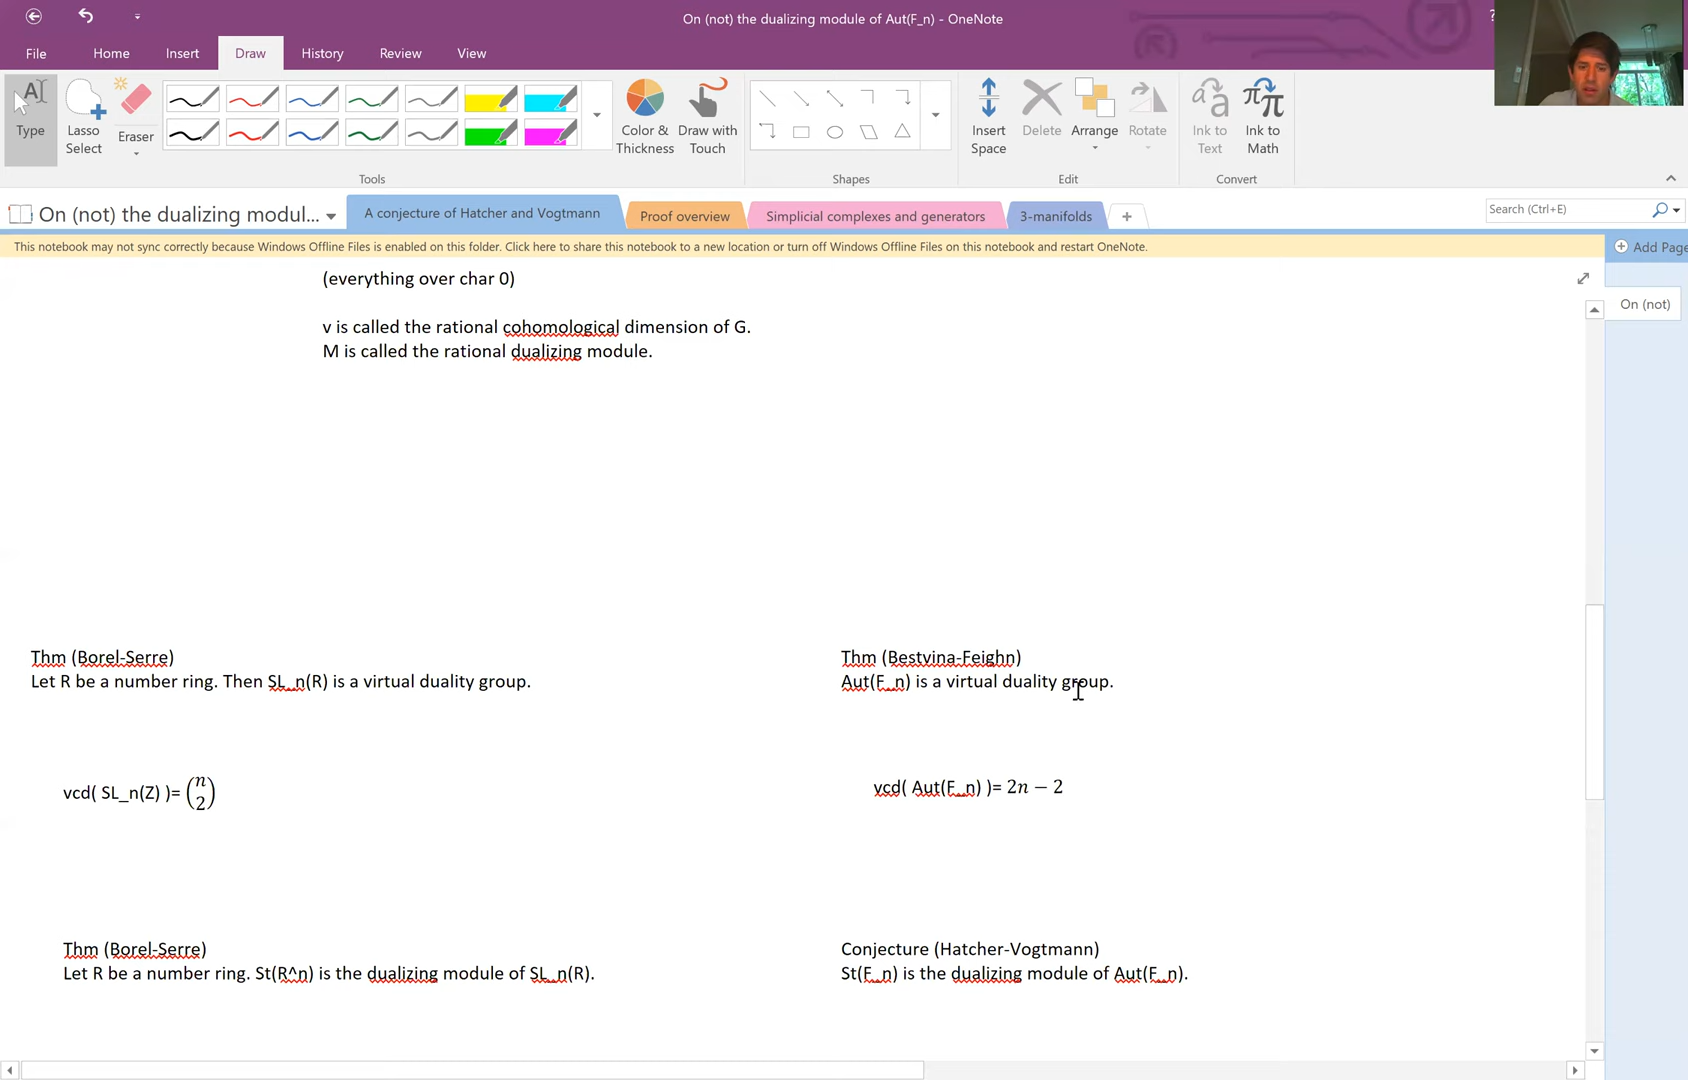 On (not) the dualizing module of Aut(F_n) - OneNote
?
File
Home
Insert
Draw
History
Review
View
Type
Lasso Select
Eraser
Color & Thickness
Draw with Touch
Insert Space
Delete
Arrange
Rotate
Ink to Text
Ink to Math
Tools
Shapes
Edit
Convert
On (not) the dualizing modul...
A conjecture of Hatcher and Vogtmann
Proof overview
Simplicial complexes and generators
3-manifolds
Search (Ctrl+E)
This notebook may not sync correctly because Windows Offline Files is enabled on this folder. Click here to share this notebook to a new location or turn off Windows Offline Files on this notebook and restart OneNote.
Add Page
On (not)
(everything over char 0)
v is called the rational cohomological dimension of G.
M is called the rational dualizing module.
Thm (Borel-Serre)
Let R be a number ring. Then SL_n(R) is a virtual duality group.
Thm (Bestvina-Feighn)
Aut(F_n) is a virtual duality group.
vcd( SL_n(Z) )= (n 2)
vcd( Aut(F_n) )= 2n − 2
Thm (Borel-Serre)
Let R be a number ring. St(R^n) is the dualizing module of SL_n(R).
Conjecture (Hatcher-Vogtmann)
St(F_n) is the dualizing module of Aut(F_n).